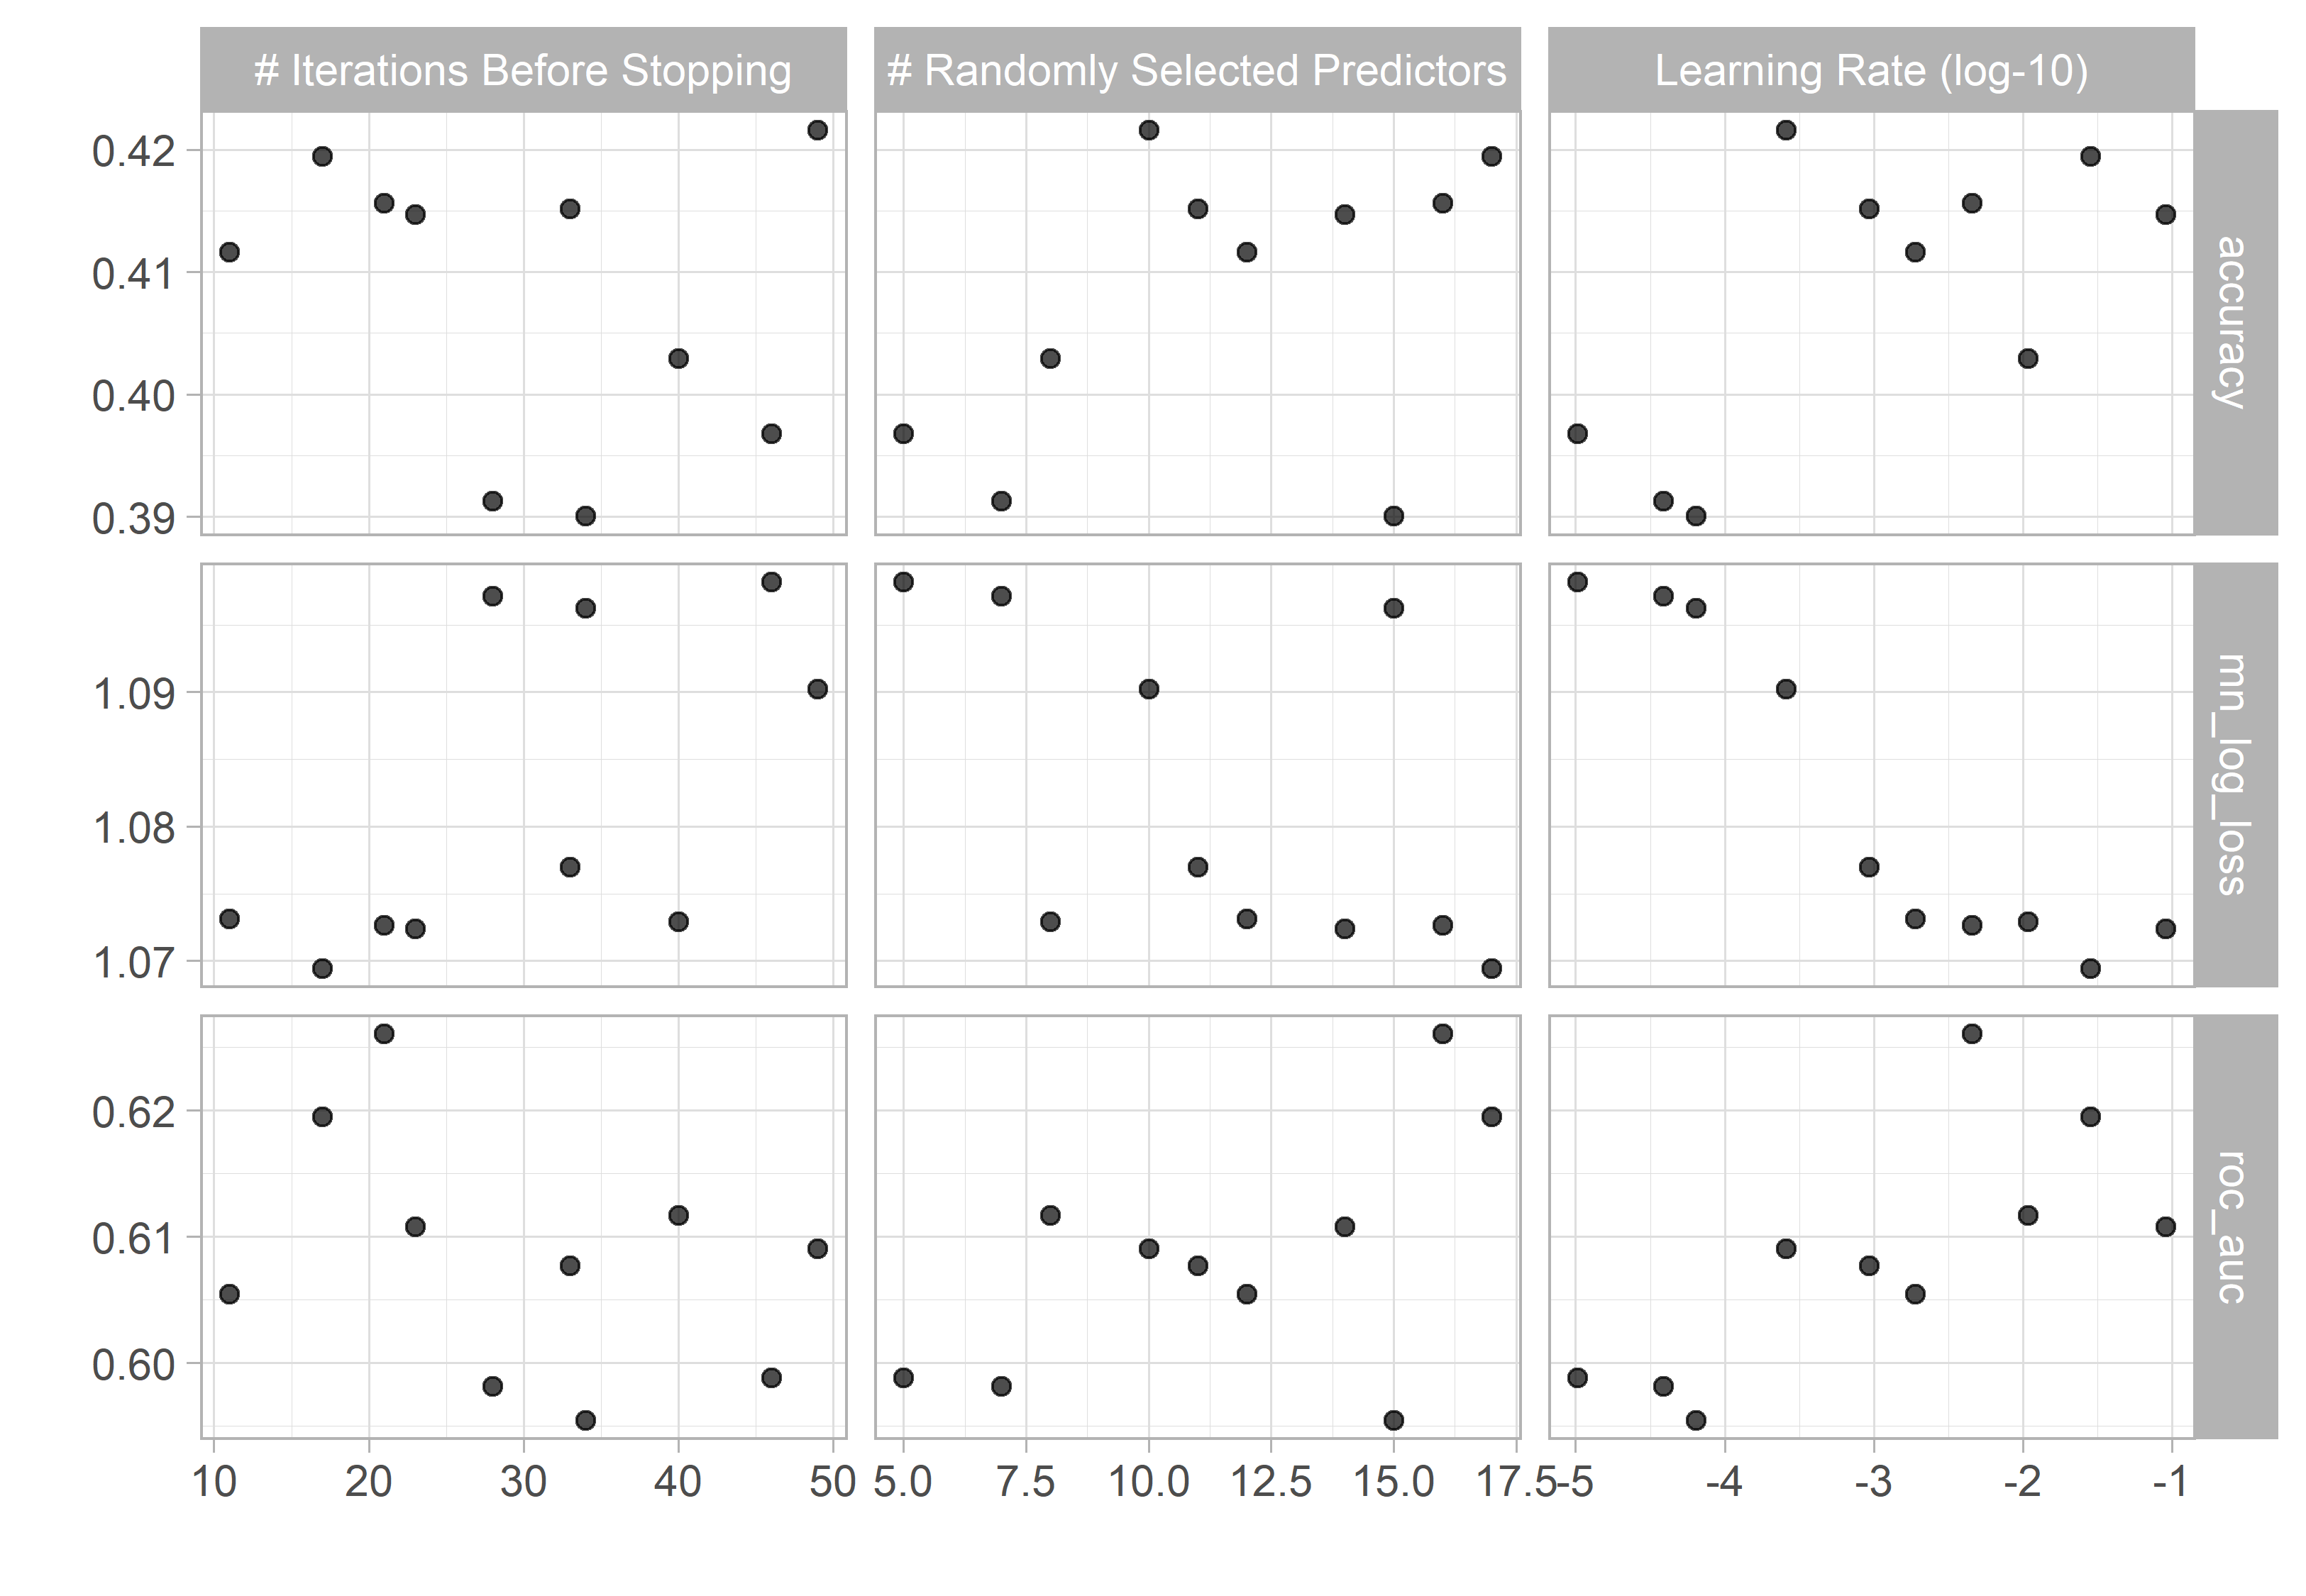 # Iterations Before Stopping
# Randomly Selected Predictors
Learning Rate (log-10)
0.42
0.41
0.40
0.39
accuracy
1.09
1.08
1.07
mn_log_loss
0.62
0.61
0.60
roc_auc
10 20 30 40 50
5.0 7.5 10.0 12.5 15.0 17.5
-5 -4 -3 -2 -1